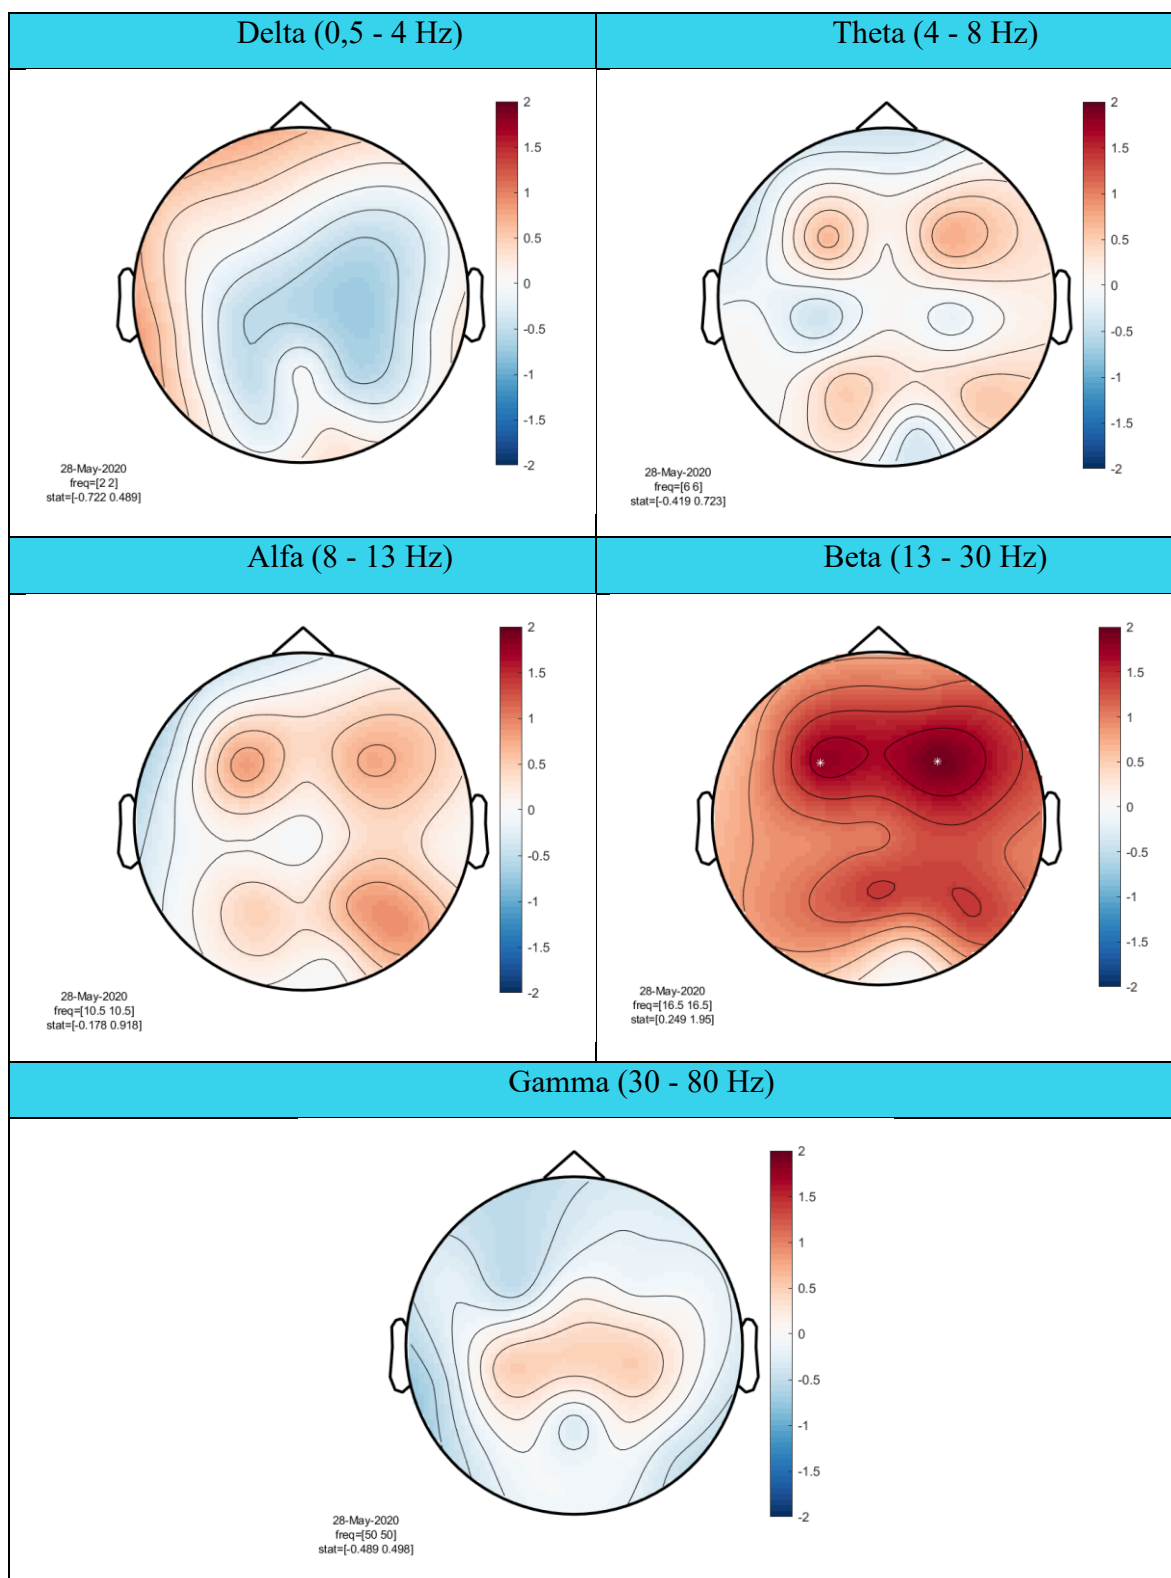 Delta (0,5 - 4 Hz)
Theta (4 - 8 Hz)
2
1.5
1
0.5
0
-0.5
-1
-1.5
-2
28-May-2020
freq=[2 2]
stat=[-0.722 0.489]
2
1.5
1
0.5
0
-0.5
-1
-1.5
-2
28-May-2020
freq=[6 6]
stat=[-0.419 0.723]
Alfa (8 - 13 Hz)
Beta (13 - 30 Hz)
2
1.5
1
0.5
0
-0.5
-1
-1.5
-2
28-May-2020
freq=[10.5 10.5]
stat=[-0.178 0.918]
2
1.5
1
0.5
0
-0.5
-1
-1.5
-2
28-May-2020
freq=[16.5 16.5]
stat=[0.249 1.95]
Gamma (30 - 80 Hz)
2
1.5
1
0.5
0
-0.5
-1
-1.5
-2
28-May-2020
freq=[50 50]
stat=[-0.489 0.498]